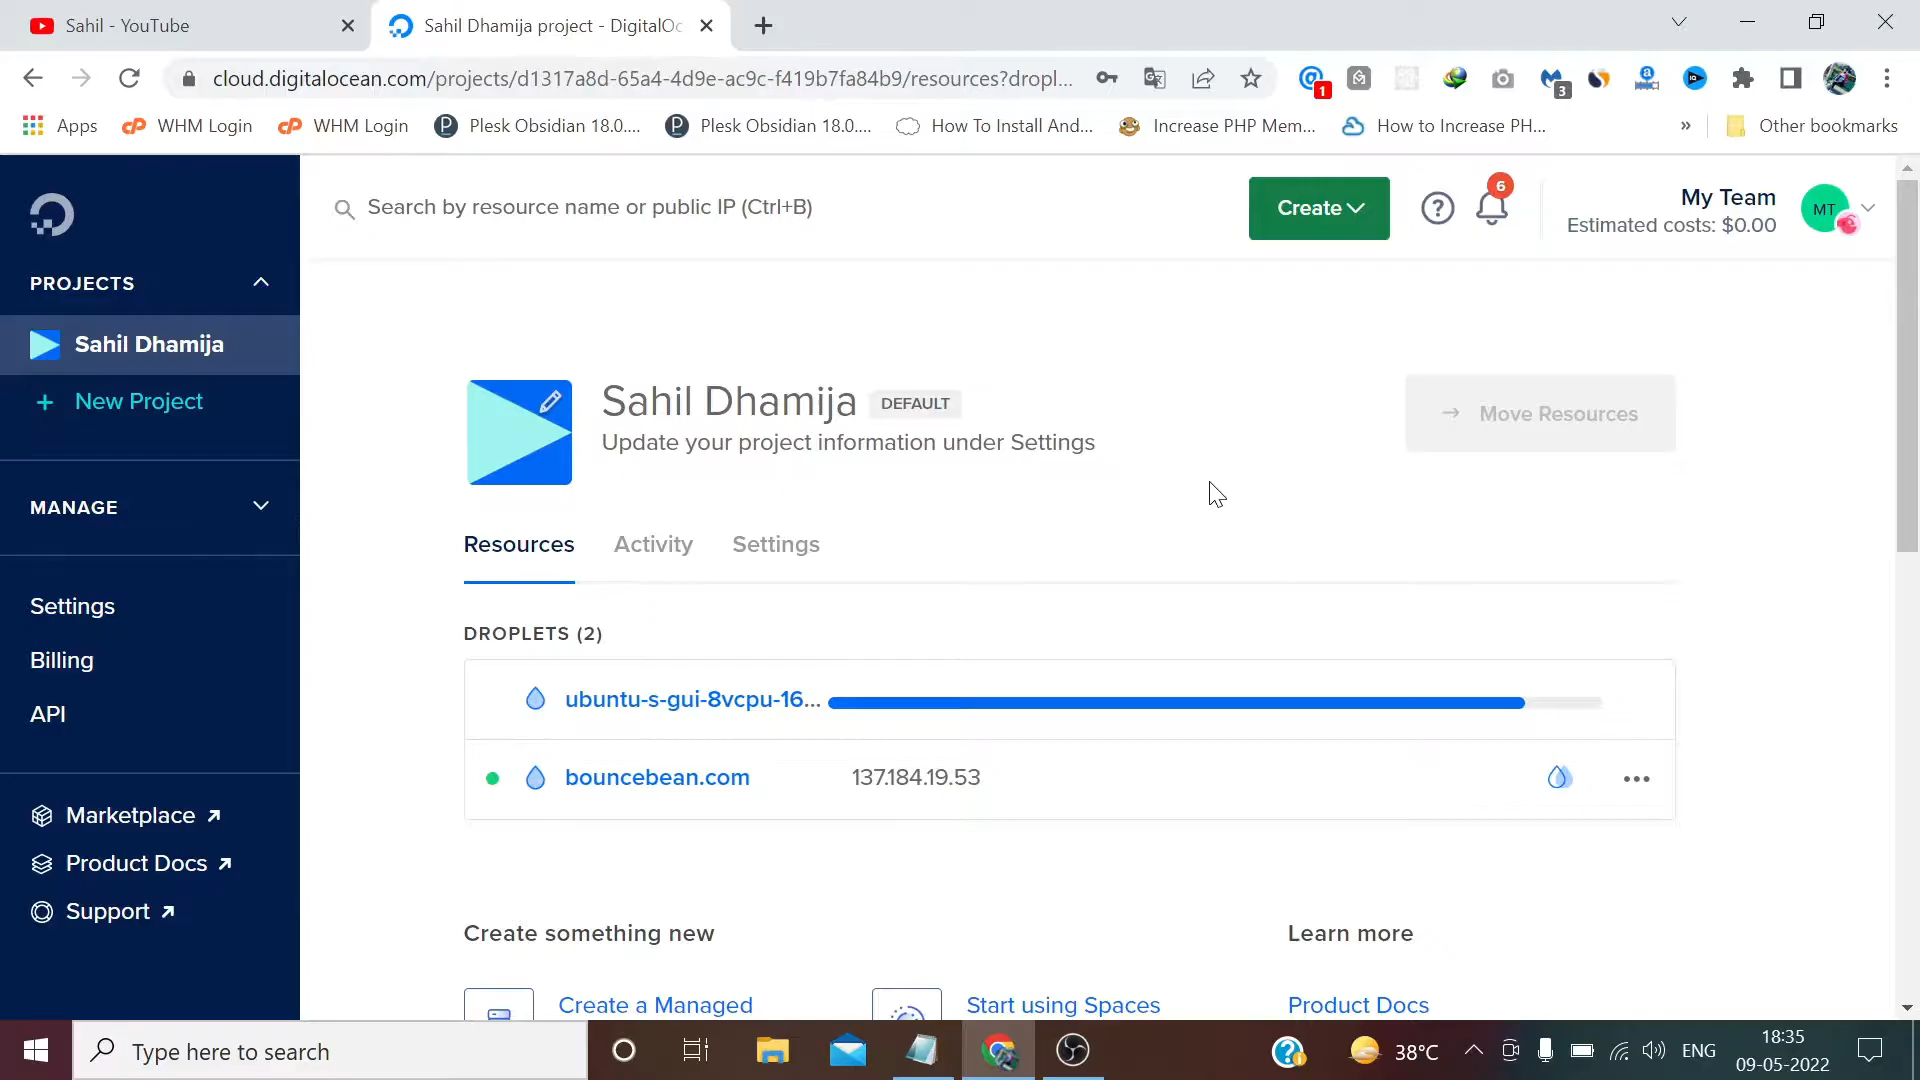 Sahil - YouTube
Sahil Dhamija project - DigitalOc
cloud.digitalocean.com/projects/d1317a8d-65a4-4d9e-ac9c-f419b7fa84b9/resources?dropl...
1
3
Apps
WHM Login
WHM Login
Plesk Obsidian 18.0....
Plesk Obsidian 18.0....
How To Install And...
Increase PHP Mem...
How to Increase PH...
»
Other bookmarks
Search by resource name or public IP (Ctrl+B)
Create
6
My Team
Estimated costs: $0.00
MT
PROJECTS
Sahil Dhamija
+ New Project
MANAGE
Settings
Billing
API
Marketplace
Product Docs
Support
Sahil Dhamija DEFAULT
Update your project information under Settings
→ Move Resources
Resources
Activity
Settings
DROPLETS (2)
ubuntu-s-gui-8vcpu-16...
bouncebean.com
137.184.19.53
Create something new
Learn more
Create a Managed
Start using Spaces
Product Docs
Type here to search
38°C
ENG
18:35
09-05-2022